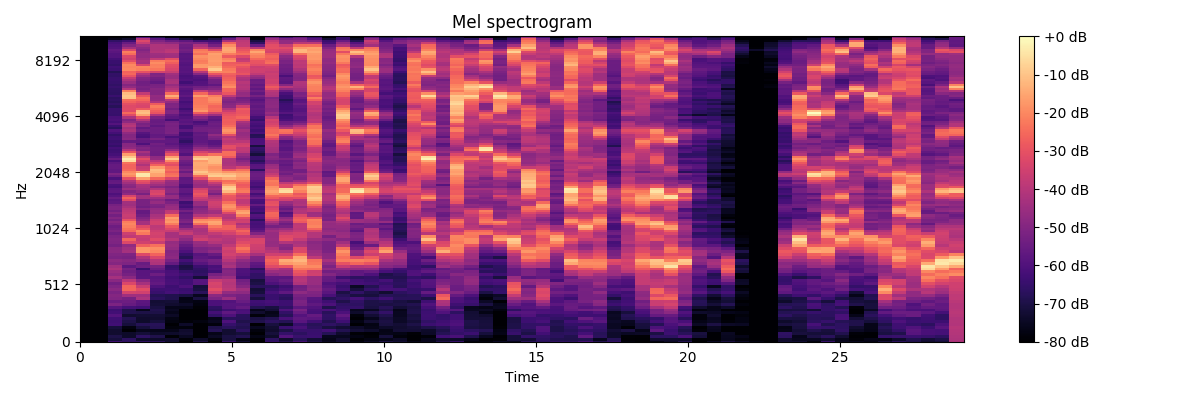 Mel spectrogram
8192
4096
2048
1024
512
0
Hz
0 5 10 15 20 25
Time
+0 dB
-10 dB
-20 dB
-30 dB
-40 dB
-50 dB
-60 dB
-70 dB
-80 dB